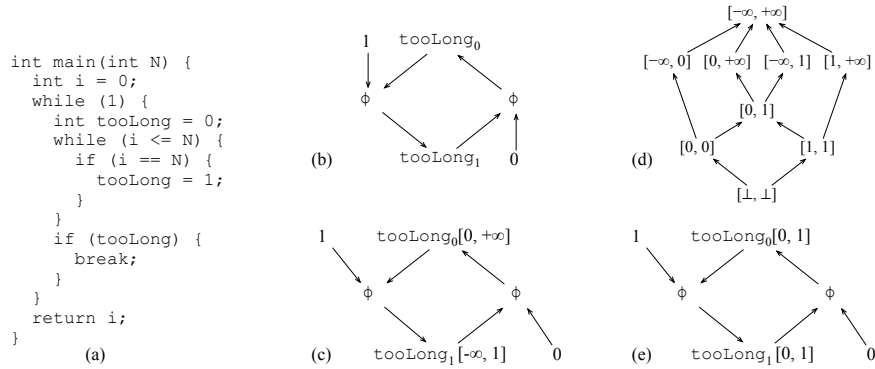 int main(int N) {
int i = 0;
while (1) {
int tooLong = 0;
while (i <= N) {
if (i == N) {
tooLong = 1;
}
}
if (tooLong) {
break;
}
}
return i;
}
(a)
1 tooLong₀
ϕ ϕ
(b) tooLong₁ 0
1 tooLong₀[0, +∞]
ϕ ϕ
(c) tooLong₁[-∞, 1] 0
[−∞, +∞]
[−∞, 0] [0, +∞] [−∞, 1] [1, +∞]
[0, 1]
(d) [0, 0] [1, 1]
[⊥, ⊥]
1 tooLong₀[0, 1]
ϕ ϕ
(e) tooLong₁[0, 1] 0